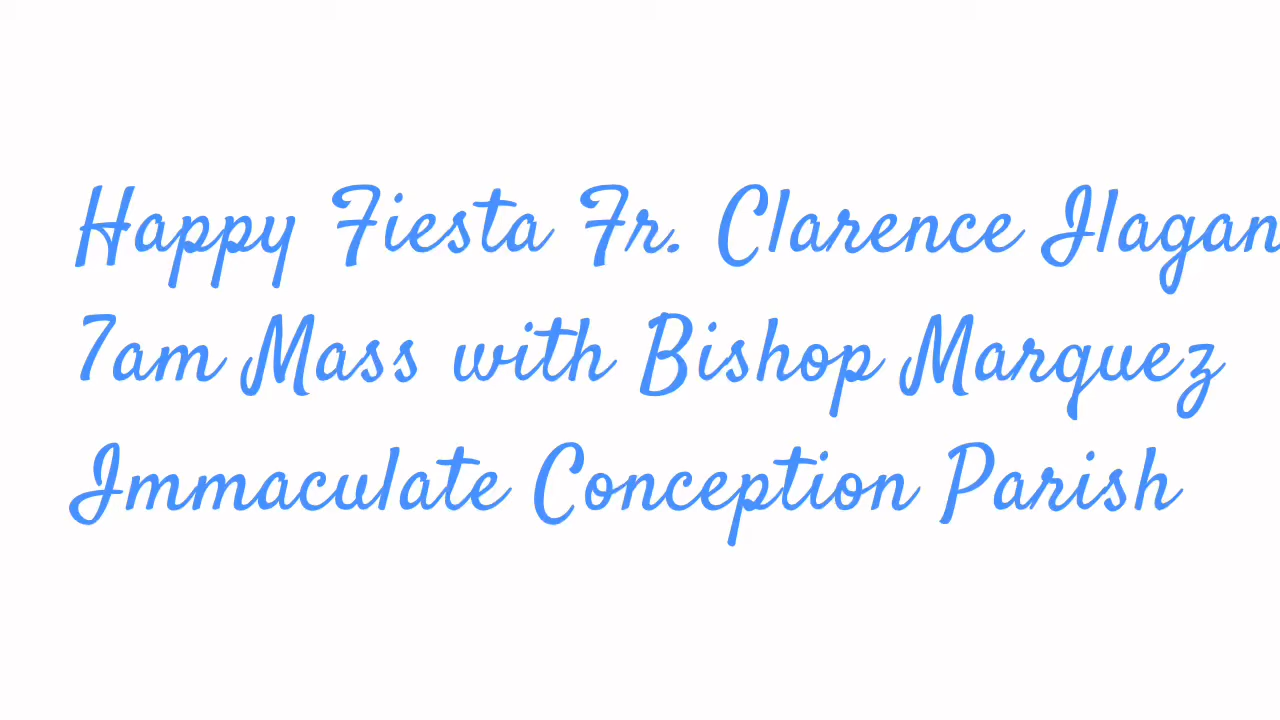 Happy Fiesta Fr. Clarence Ilagan
7am Mass with Bishop Marquez
Immaculate Conception Parish